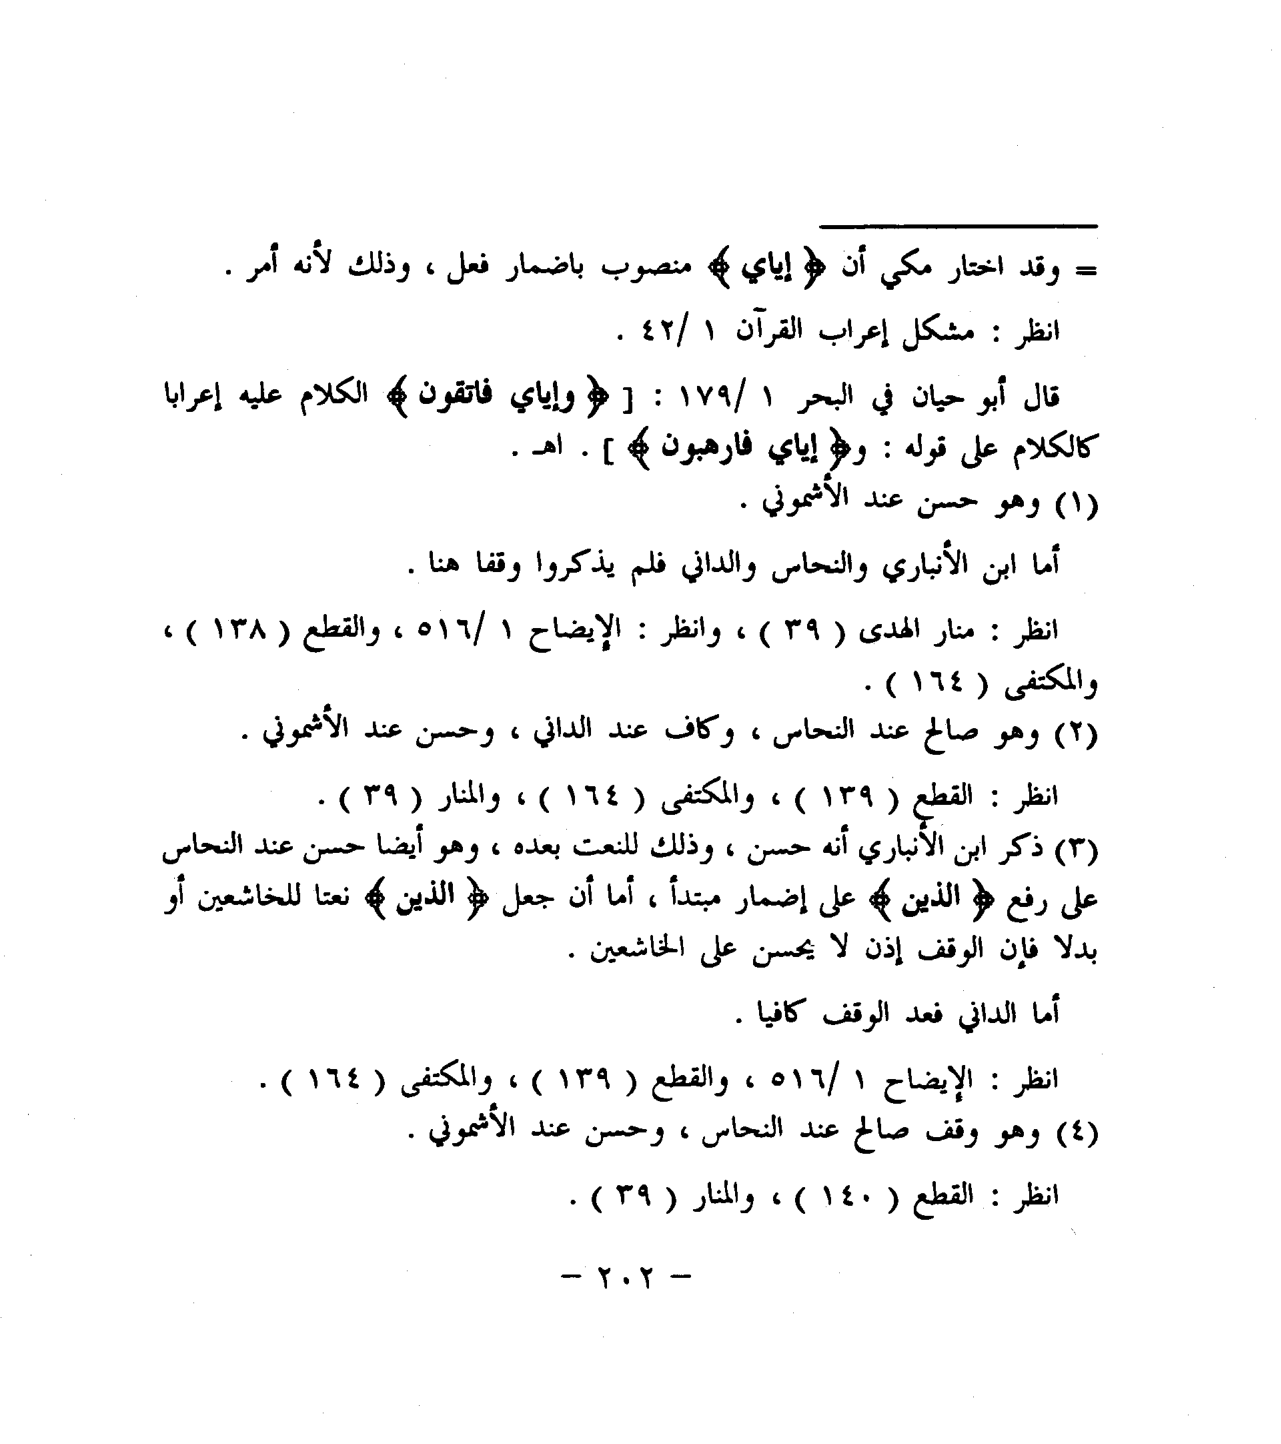 = وقد اختار مكي أن ﴿ إياي ﴾ منصوب باضمار فعل ، وذلك لأنه أمر .
انظر : مشكل إعراب القرآن ١ /٤٢ .
قال أبو حيان في البحر ١ /١٧٩ : [ ﴿ وإياي فاتقون ﴾ الكلام عليه إعرابا
كالكلام على قوله : و﴿ إياي فارهبون ﴾ ] . اهـ .
(١) وهو حسن عند الأشموني .
أما ابن الأنباري والنحاس والداني فلم يذكروا وقفا هنا .
انظر : منار الهدى ( ٣٩ ) ، وانظر : الإيضاح ١ /٥١٦ ، والقطع ( ١٣٨ ) ،
والمكتفى ( ١٦٤ ) .
(٢) وهو صالح عند النحاس ، وكاف عند الداني ، وحسن عند الأشموني .
انظر : القطع ( ١٣٩ ) ، والمكتفى ( ١٦٤ ) ، والمنار ( ٣٩ ) .
(٣) ذكر ابن الأنباري أنه حسن ، وذلك للنعت بعده ، وهو أيضا حسن عند النحاس
على رفع ﴿ الذين ﴾ على إضمار مبتدأ ، أما أن جعل ﴿ الذين ﴾ نعتا للخاشعين أو
بدلا فإن الوقف إذن لا يحسن على الخاشعين .
أما الداني فعد الوقف كافيا .
انظر : الإيضاح ١ /٥١٦ ، والقطع ( ١٣٩ ) ، والمكتفى ( ١٦٤ ) .
(٤) وهو وقف صالح عند النحاس ، وحسن عند الأشموني .
انظر : القطع ( ١٤٠ ) ، والمنار ( ٣٩ ) .
– ٢٠٢ –